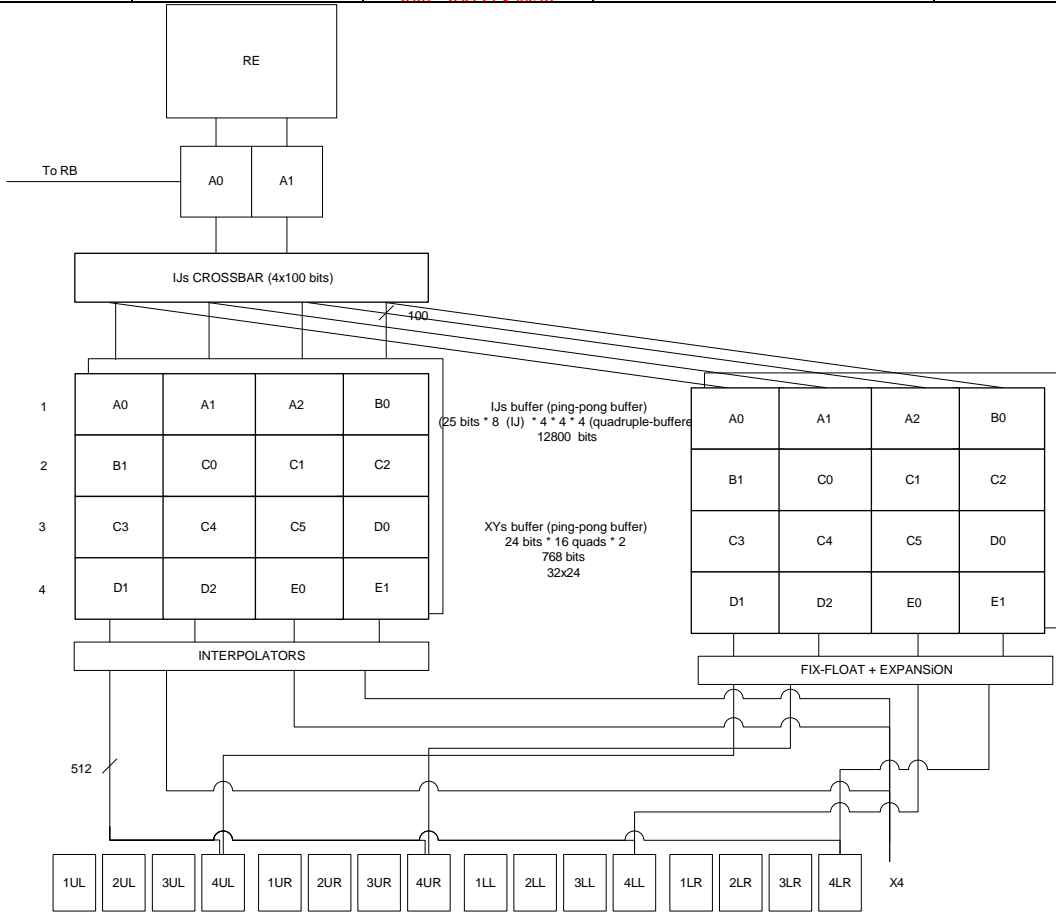 RE
To RB
A0
A1
IJs CROSSBAR (4x100 bits)
100
1
A0
A1
A2
B0
2
B1
C0
C1
C2
3
C3
C4
C5
D0
4
D1
D2
E0
E1
IJs buffer (ping-pong buffer)
(25 bits * 8 (IJ) * 4 * 4 * 4 (quadruple-buffere
12800 bits
XYs buffer (ping-pong buffer)
24 bits * 16 quads * 2
768 bits
32x24
A0
A1
A2
B0
B1
C0
C1
C2
C3
C4
C5
D0
D1
D2
E0
E1
INTERPOLATORS
FIX-FLOAT + EXPANSiON
512
1UL
2UL
3UL
4UL
1UR
2UR
3UR
4UR
1LL
2LL
3LL
4LL
1LR
2LR
3LR
4LR
X4